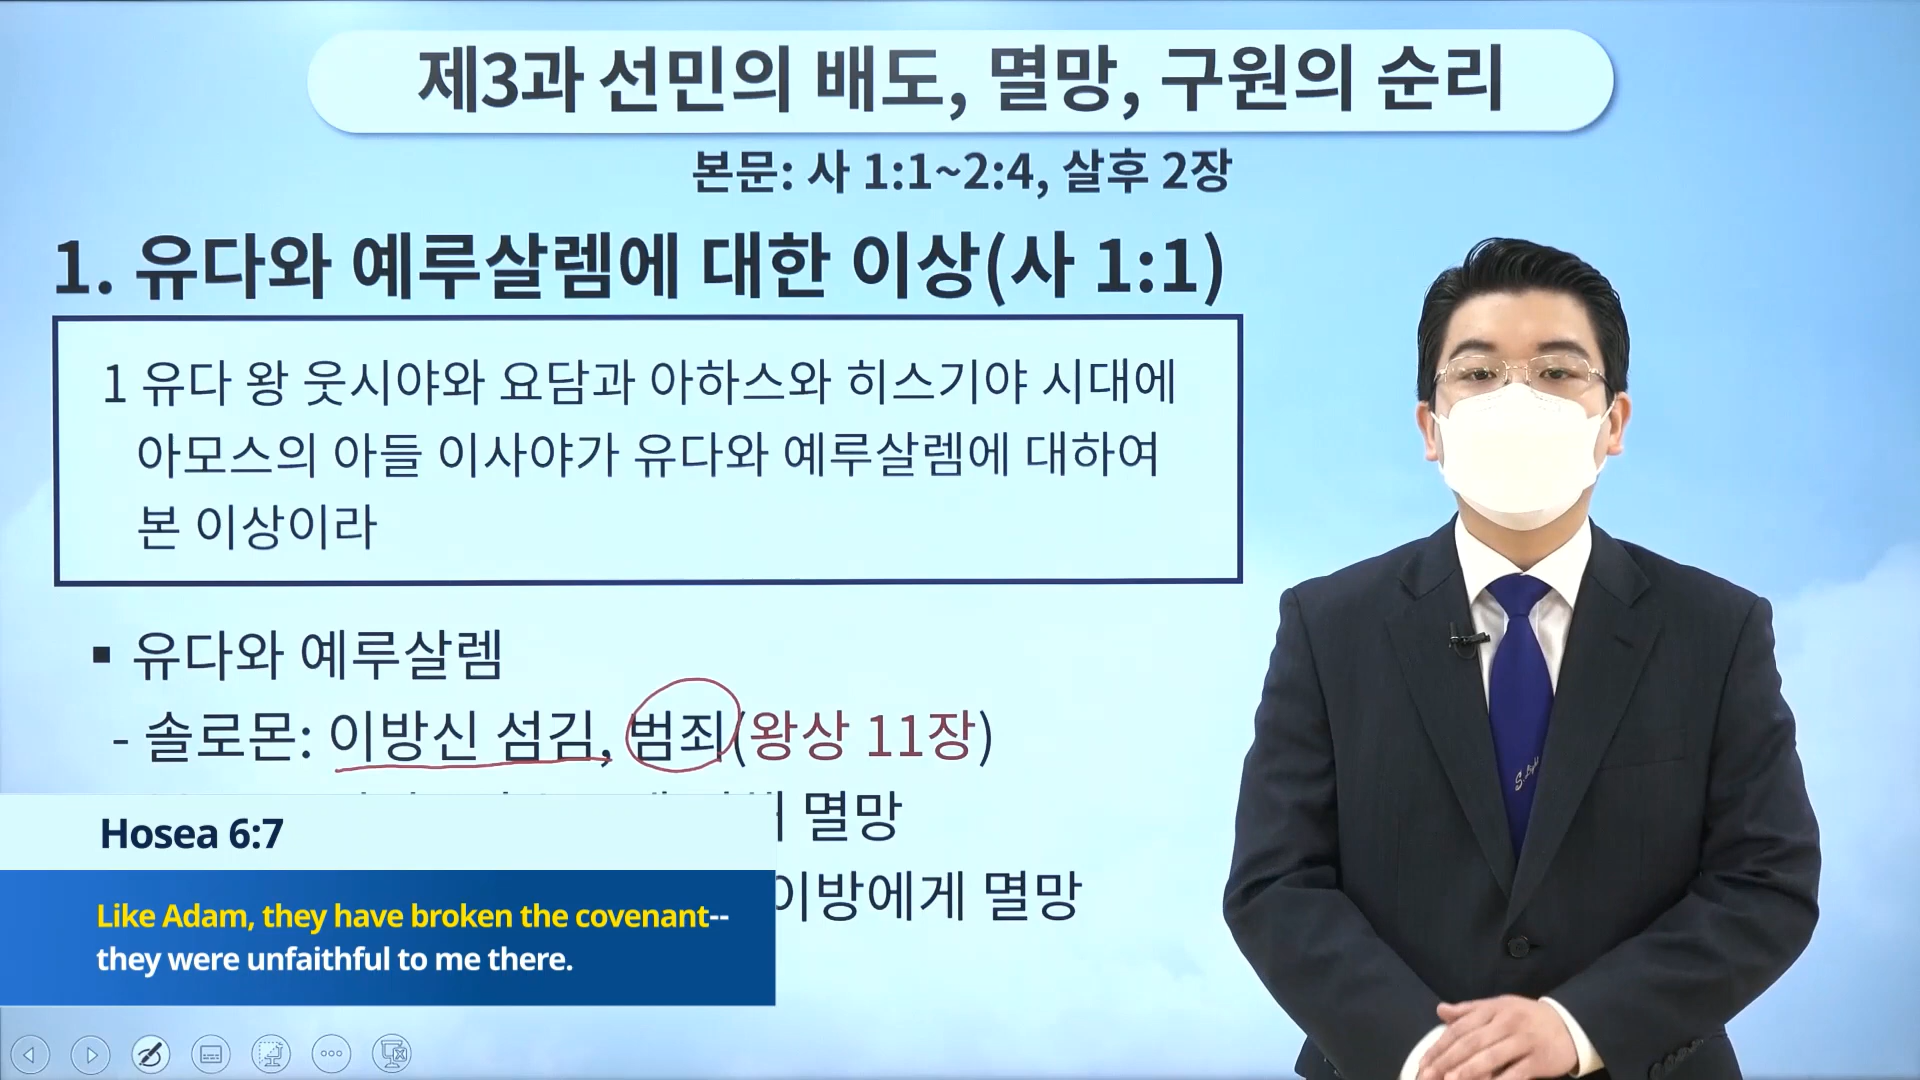 제3과 선민의 배도, 멸망, 구원의 순리
본문: 사 1:1~2:4, 살후 2장
1. 유다와 예루살렘에 대한 이상(사 1:1)
1 유다 왕 웃시야와 요담과 아하스와 히스기야 시대에
아모스의 아들 이사야가 유다와 예루살렘에 대하여
본 이상이라
▪ 유다와 예루살렘
- 솔로몬: 이방신 섬김, 범죄(왕상 11장)
멸망
이방에게 멸망
Hosea 6:7
Like Adam, they have broken the covenant--
they were unfaithful to me there.